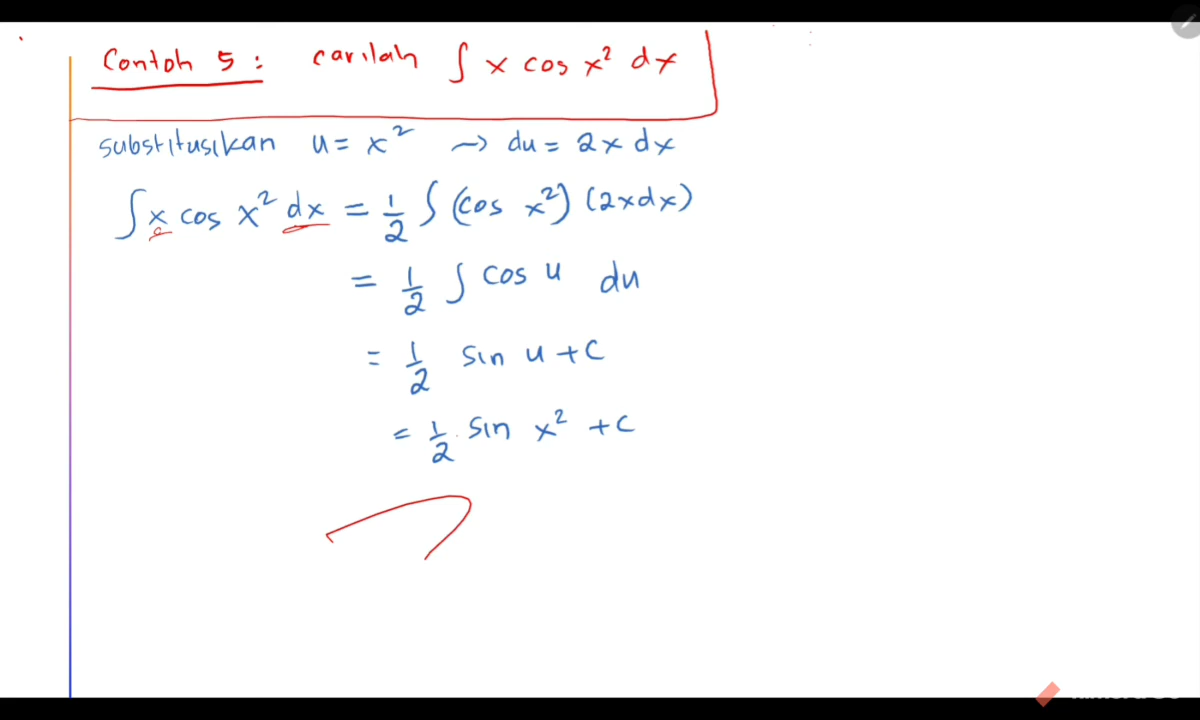 Contoh 5 : carilah ∫ x cos x² dx
substitusikan u = x² → du = 2x dx
∫ x cos x² dx = 1/2 ∫ (cos x²) (2x dx)
= 1/2 ∫ cos u du
= 1/2 sin u + C
= 1/2 . sin x² + C